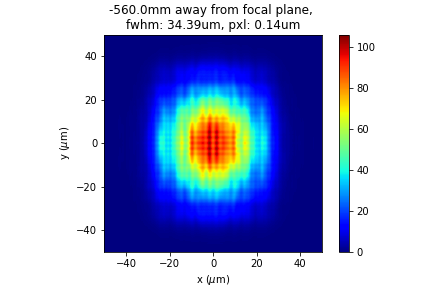 -560.0mm away from focal plane,
fwhm: 34.39um, pxl: 0.14um
40
20
0
−20
−40
y (μm)
−40 −20 0 20 40
x (μm)
100
80
60
40
20
0